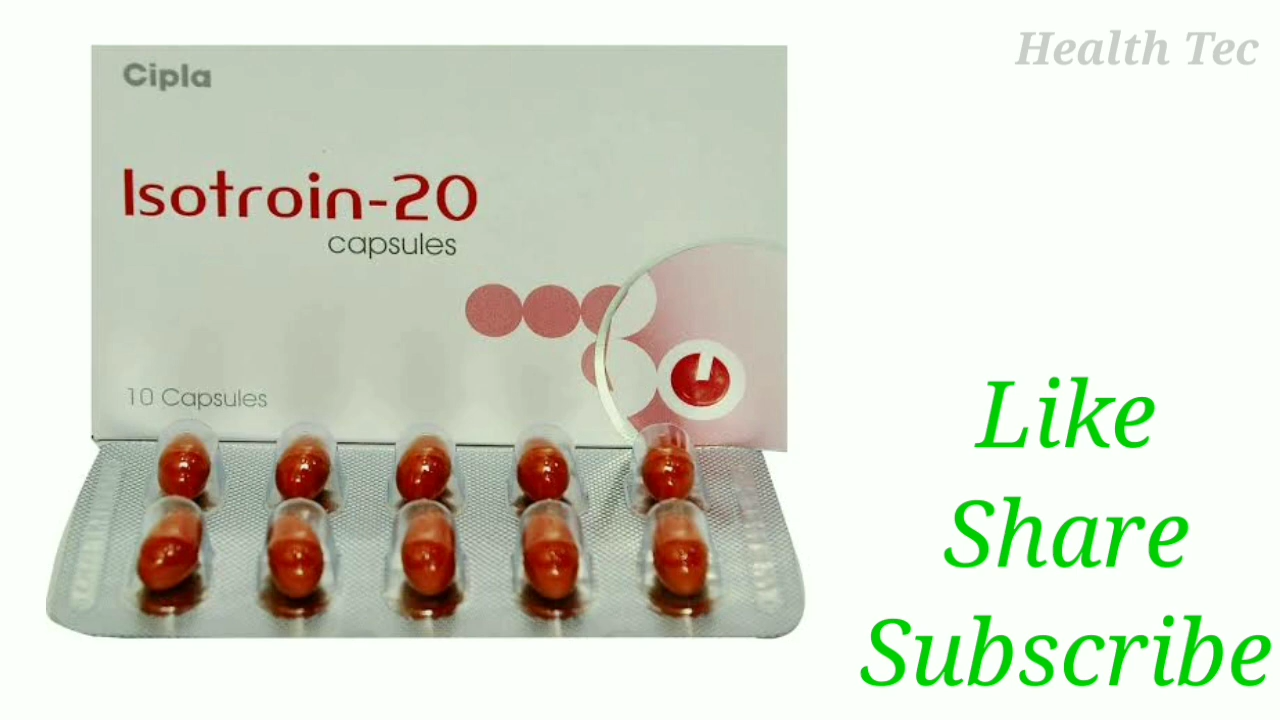 Health Tec
Cipla
Isotroin-20
capsules
10 Capsules
Like
Share
Subscribe